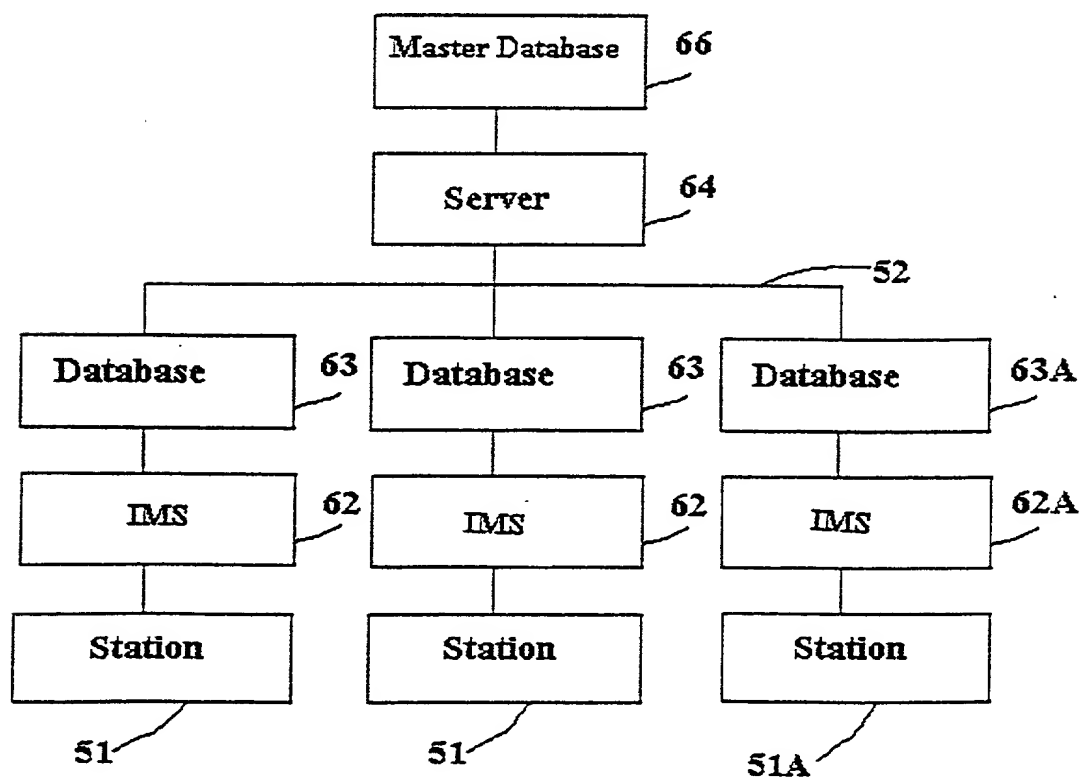 Master Database
66
Server
64
52
Database
63
Database
63
Database
63A
IMS
62
IMS
62
IMS
62A
Station
Station
Station
51
51
51A